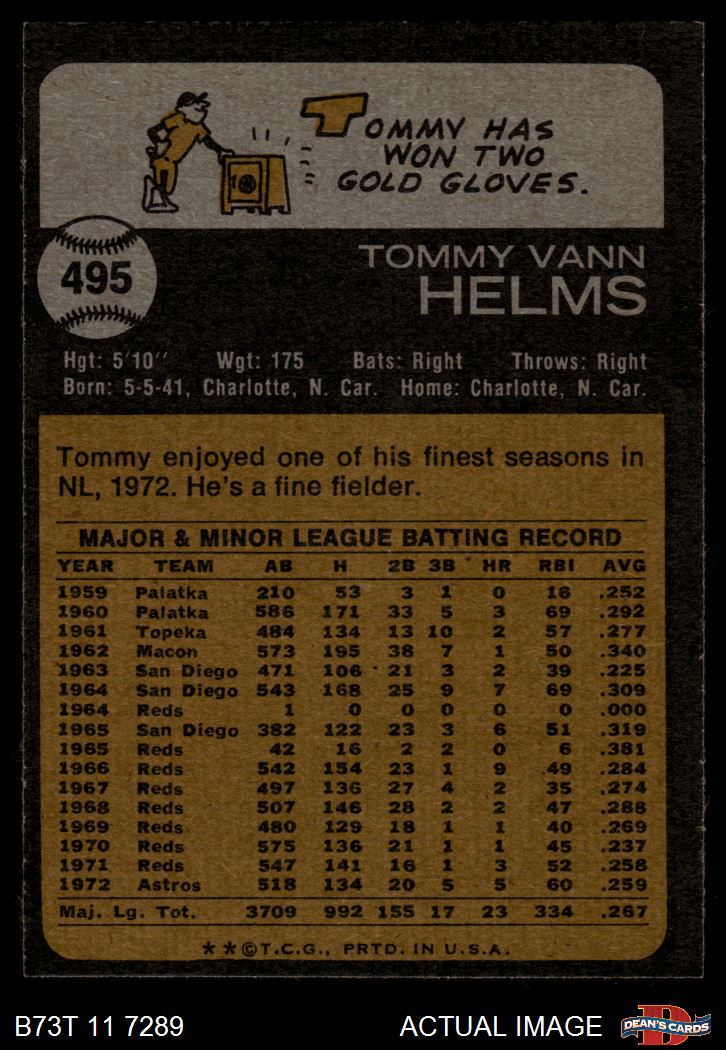 TOMMY HAS
WON TWO
GOLD GLOVES.
495
TOMMY VANN
HELMS
Hgt: 5'10" Wgt: 175 Bats: Right Throws: Right
Born: 5-5-41, Charlotte, N. Car. Home: Charlotte, N. Car.
Tommy enjoyed one of his finest seasons in
NL, 1972. He's a fine fielder.
MAJOR & MINOR LEAGUE BATTING RECORD
YEAR TEAM AB H 2B 3B HR RBI AVG
1959 Palatka 210 53 3 1 0 16 .252
1960 Palatka 586 171 33 5 3 69 .292
1961 Topeka 484 134 13 10 2 57 .277
1962 Macon 573 195 38 7 1 50 .340
1963 San Diego 471 106 21 3 2 39 .225
1964 San Diego 543 168 25 9 7 69 .309
1964 Reds 1 0 0 0 0 0 .000
1965 San Diego 382 122 23 3 6 51 .319
1965 Reds 42 16 2 2 0 6 .381
1966 Reds 542 154 23 1 9 49 .284
1967 Reds 497 136 27 4 2 35 .274
1968 Reds 507 146 28 2 2 47 .288
1969 Reds 480 129 18 1 1 40 .269
1970 Reds 575 136 21 1 1 45 .237
1971 Reds 547 141 16 1 3 52 .258
1972 Astros 518 134 20 5 5 60 .259
Maj. Lg. Tot. 3709 992 155 17 23 334 .267
**©T.C.G., PRTD. IN U.S.A.
B73T 11 7289 ACTUAL IMAGE D DEAN'S CARDS